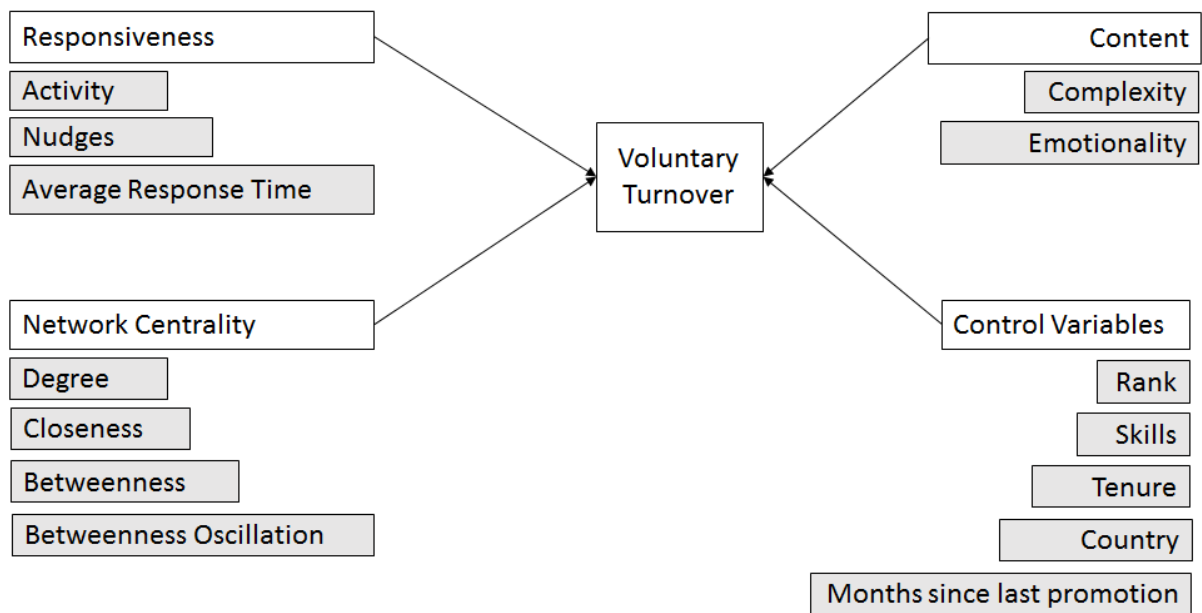 Responsiveness
Activity
Nudges
Average Response Time
Network Centrality
Degree
Closeness
Betweenness
Betweenness Oscillation
Voluntary
Turnover
Content
Complexity
Emotionality
Control Variables
Rank
Skills
Tenure
Country
Months since last promotion